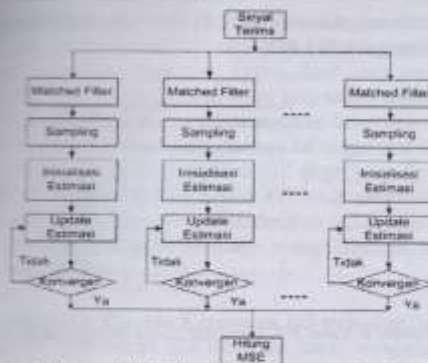 Sinyal
Terima
Matched Filter
Matched Filter
Matched Filter
Sampling
Sampling
Sampling
Inisialisasi
Estimasi
Inisialisasi
Estimasi
Inisialisasi
Estimasi
Update
Estimasi
Update
Estimasi
Update
Estimasi
Tidak
Tidak
Tidak
Konvergen
Konvergen
Konvergen
Ya
Ya
Ya
Hitung
MSE